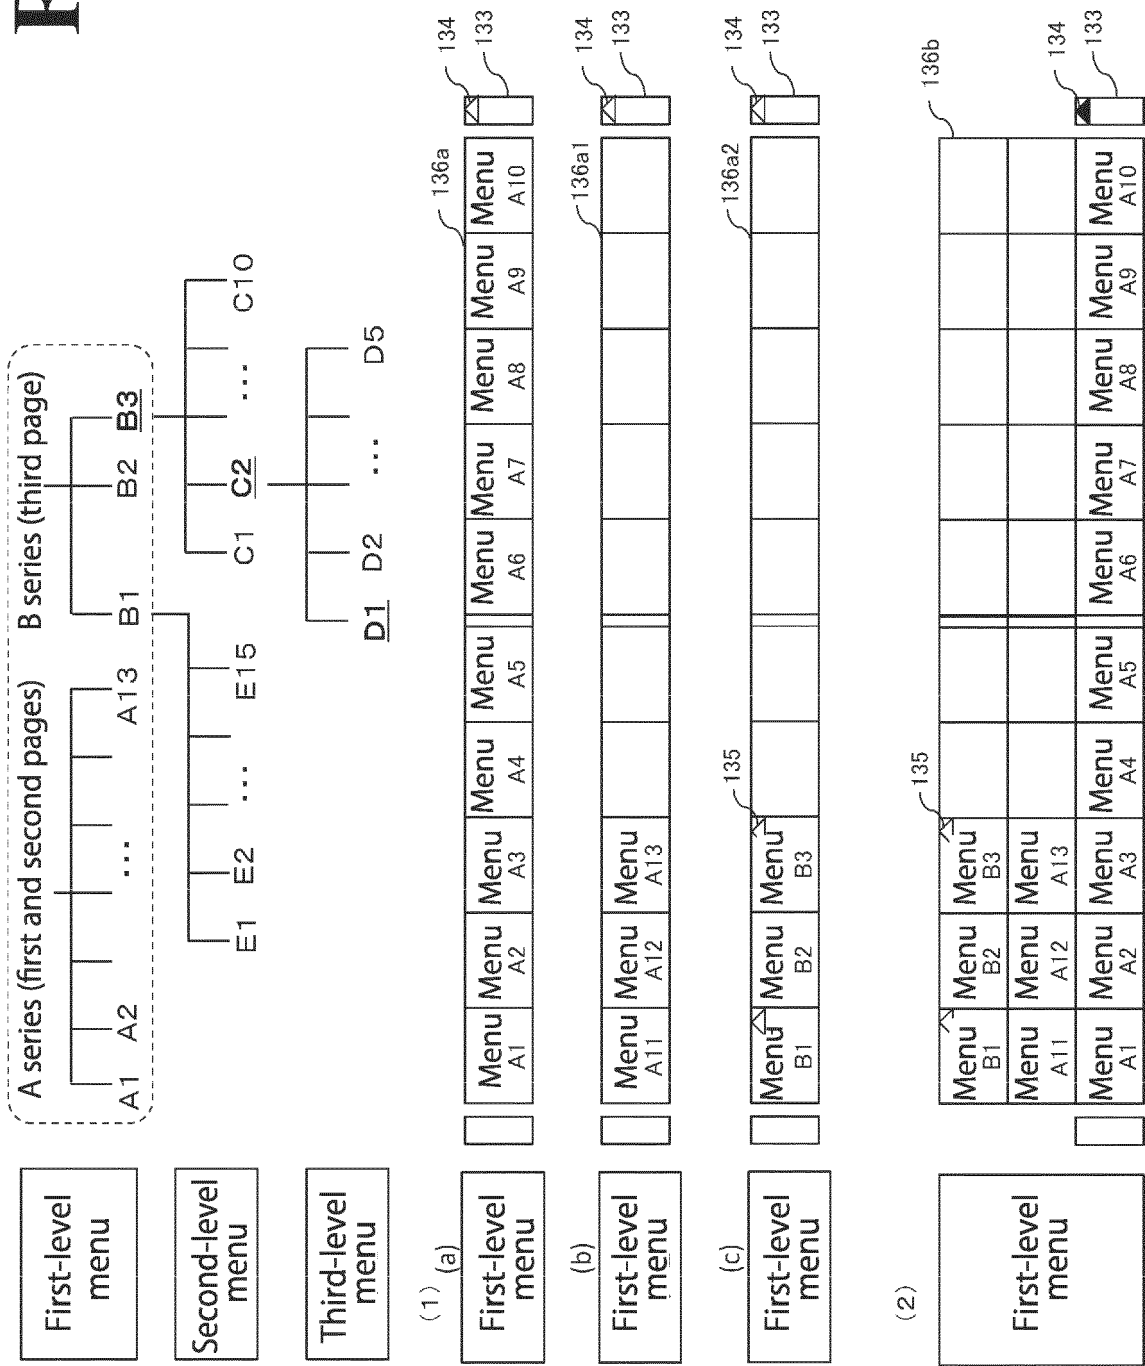 A series (first and second pages) B series (third page)
First-level
menu
A1 A2 ... A13 B1 B2 B3
Second-level
menu
E1 E2 ... E15 C1 C2 ... C10
Third-level
menu
D1 D2 ... D5
(1) (a)
First-level
menu
Menu Menu Menu Menu Menu Menu Menu Menu Menu Menu
A1 A2 A3 A4 A5 A6 A7 A8 A9 A10
136a 134
133
(b)
First-level
menu
Menu Menu Menu
A11 A12 A13
136a1 134
133
(c)
First-level
menu
Menu Menu Menu
B1 B2 B3
135 136a2 134
133
(2)
First-level
menu
135 136b
Menu Menu Menu
B1 B2 B3
Menu Menu Menu
A11 A12 A13
134
133
Menu Menu Menu Menu Menu Menu Menu Menu Menu Menu
A1 A2 A3 A4 A5 A6 A7 A8 A9 A10